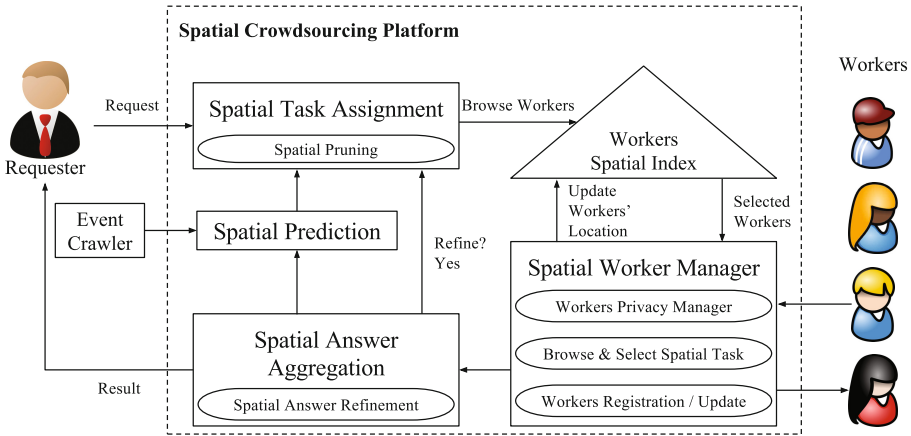 Spatial Crowdsourcing Platform
Workers
Request
Spatial Task Assignment
Browse Workers
Spatial Pruning
Workers
Spatial Index
Requester
Update
Workers'
Location
Selected
Workers
Event
Crawler
Spatial Prediction
Refine?
Yes
Spatial Worker Manager
Workers Privacy Manager
Spatial Answer
Aggregation
Browse & Select Spatial Task
Result
Spatial Answer Refinement
Workers Registration / Update